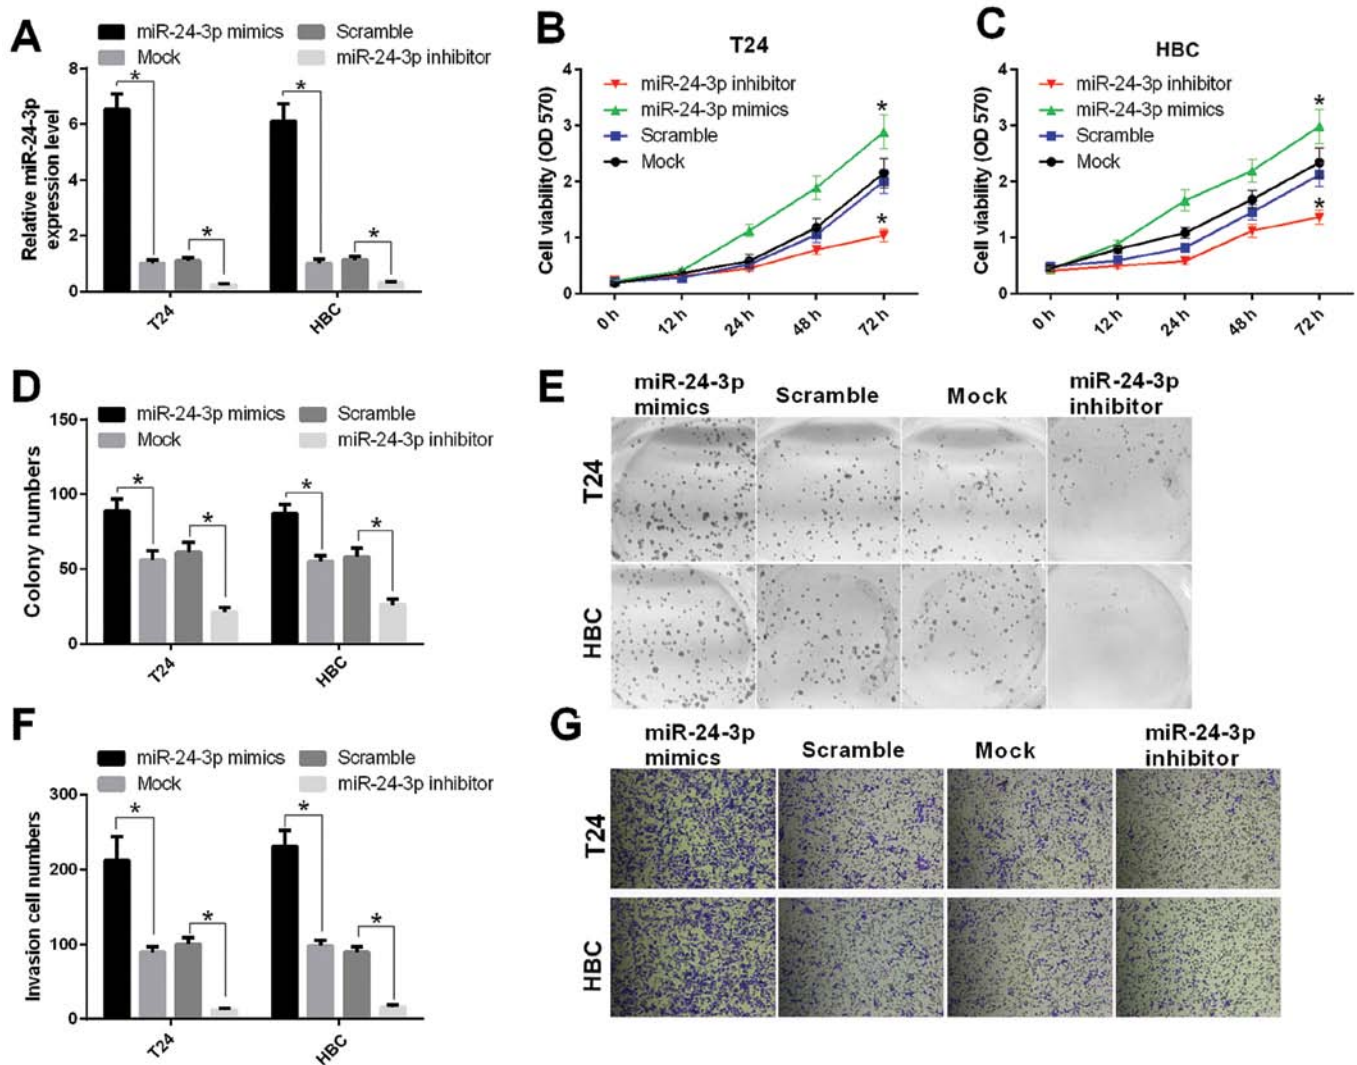 A
miR-24-3p mimics
Scramble
Mock
miR-24-3p inhibitor
Relative miR-24-3p
expression level
8
6
4
2
0
*
*
*
*
T24
HBC
B
T24
miR-24-3p inhibitor
miR-24-3p mimics
Scramble
Mock
Cell viability (OD 570)
4
3
2
1
0
*
*
0 h
12 h
24 h
48 h
72 h
C
HBC
miR-24-3p inhibitor
miR-24-3p mimics
Scramble
Mock
Cell viability (OD 570)
4
3
2
1
0
*
*
0 h
12 h
24 h
48 h
72 h
D
miR-24-3p mimics
Scramble
Mock
miR-24-3p inhibitor
Colony numbers
150
100
50
0
*
*
*
*
T24
HBC
E
miR-24-3p
mimics
Scramble
Mock
miR-24-3p
inhibitor
T24
HBC
F
miR-24-3p mimics
Scramble
Mock
miR-24-3p inhibitor
Invasion cell numbers
300
200
100
0
*
*
*
*
T24
HBC
G
miR-24-3p
mimics
Scramble
Mock
miR-24-3p
inhibitor
T24
HBC